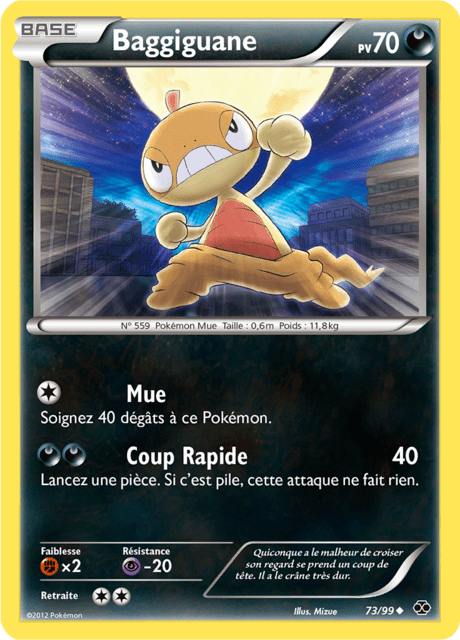 BASE
Baggiguane
PV70
N° 559 Pokémon Mue Taille : 0,6m Poids : 11,8kg
Mue
Soignez 40 dégâts à ce Pokémon.
Coup Rapide 40
Lancez une pièce. Si c'est pile, cette attaque ne fait rien.
Faiblesse Résistance
×2 -20
Retraite
Quiconque a le malheur de croiser
son regard se prend un coup de
tête. Il a le crâne très dur.
©2012 Pokémon
Illus. Mizue 73/99